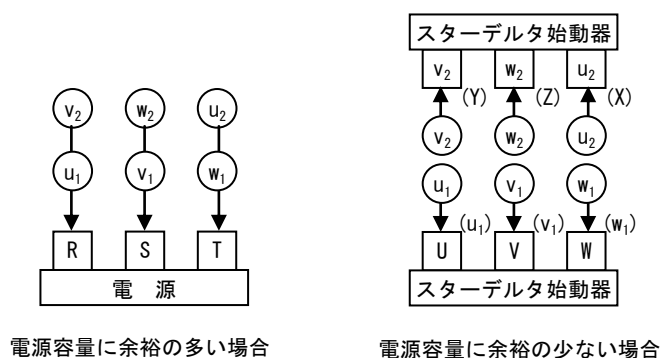 v₂ w₂ u₂
u₁ v₁ w₁
R S T
電 源
電源容量に余裕の多い場合
スターデルタ始動器
v₂ w₂ u₂
(Y) (Z) (X)
v₂ w₂ u₂
u₁ v₁ w₁
(u₁) (v₁) (w₁)
U V W
スターデルタ始動器
電源容量に余裕の少ない場合